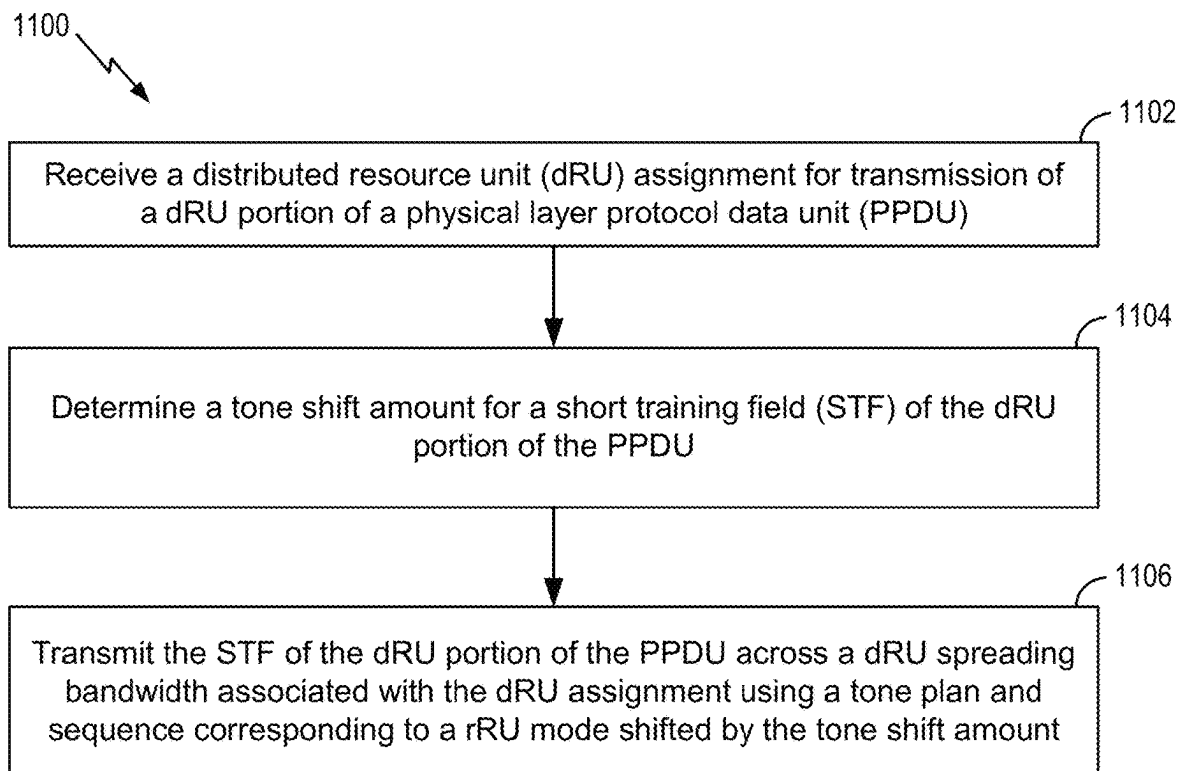 1100
1102
Receive a distributed resource unit (dRU) assignment for transmission of
a dRU portion of a physical layer protocol data unit (PPDU)
1104
Determine a tone shift amount for a short training field (STF) of the dRU
portion of the PPDU
1106
Transmit the STF of the dRU portion of the PPDU across a dRU spreading
bandwidth associated with the dRU assignment using a tone plan and
sequence corresponding to a rRU mode shifted by the tone shift amount